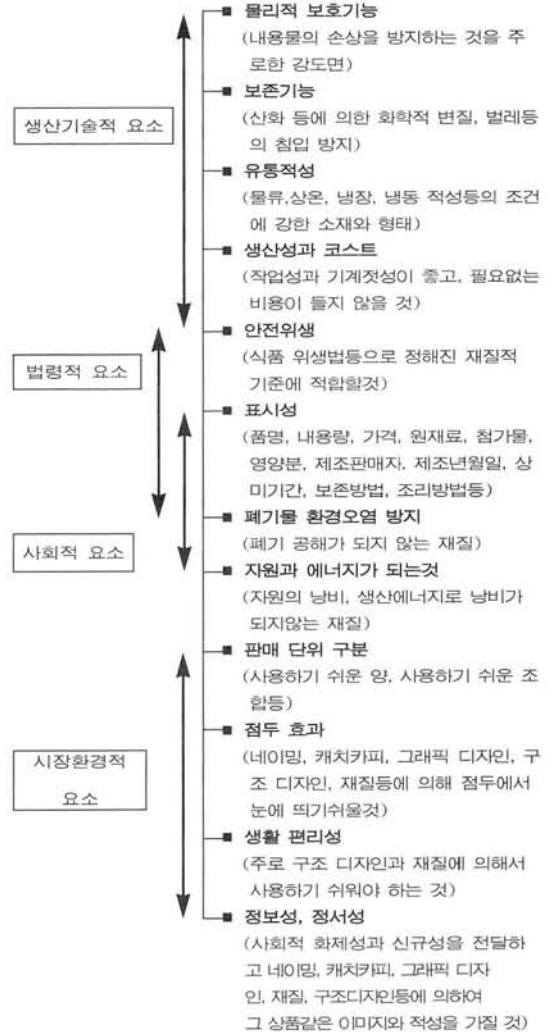 ■ 물리적 보호기능
(내용물의 손상을 방지하는 것을 주
로한 강도면)
■ 보존기능
생산기술적 요소
(산화 등에 의한 화학적 변질, 벌레등
의 침입 방지)
■ 유통적성
(물류,상온, 냉장, 냉동 적성등의 조건
에 강한 소재와 형태)
■ 생산성과 코스트
(작업성과 기계젓성이 좋고, 필요없는
비용이 들지 않을 것)
■ 안전위생
법령적 요소
(식품 위생법등으로 정해진 재질적
기준에 적합할것)
■ 표시성
(품명, 내용량, 가격, 원재료, 첨가물,
영양분, 제조판매자. 제조년월일, 상
미기간, 보존방법, 조리방법등)
■ 폐기물 환경오염 방지
사회적 요소
(폐기 공해가 되지 않는 재질)
■ 자원과 에너지가 되는것
(자원의 낭비, 생산에너지로 낭비가
되지않는 재질)
■ 판매 단위 구분
(사용하기 쉬운 양, 사용하기 쉬운 조
합등)
■ 점두 효과
시장환경적
요소
(네이밍, 캐치카피, 그래픽 디자인, 구
조 디자인, 재질등에 의해 점두에서
눈에 띄기쉬울것)
■ 생활 편리성
(주로 구조 디자인과 재질에 의해서
사용하기 쉬워야 하는 것)
■ 정보성, 정서성
(사회적 화제성과 신규성을 전달하
고 네이밍, 캐치카피, 그래픽 디자
인, 재질, 구조디자인등에 의하여
그 상품같은 이미지와 적성을 가질 것)